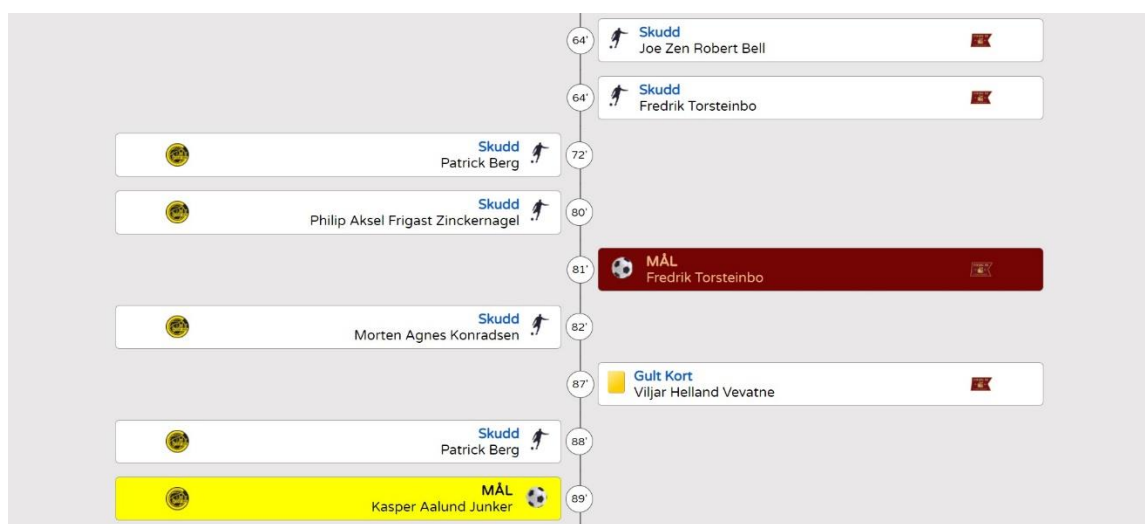 64'
Skudd
Joe Zen Robert Bell
64'
Skudd
Fredrik Torsteinbo
Skudd
Patrick Berg
72'
Skudd
Philip Aksel Frigast Zinckernagel
80'
81'
MÅL
Fredrik Torsteinbo
Skudd
Morten Agnes Konradsen
82'
87'
Gult Kort
Viljar Helland Vevatne
Skudd
Patrick Berg
88'
MÅL
Kasper Aalund Junker
89'